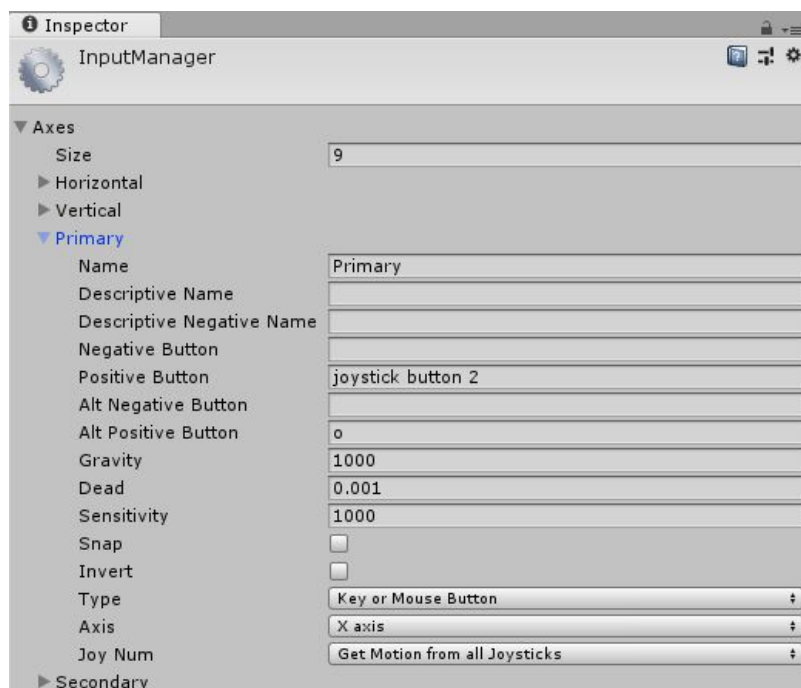 Inspector
InputManager
Axes
Size 9
Horizontal
Vertical
Primary
Name Primary
Descriptive Name
Descriptive Negative Name
Negative Button
Positive Button joystick button 2
Alt Negative Button
Alt Positive Button o
Gravity 1000
Dead 0.001
Sensitivity 1000
Snap
Invert
Type Key or Mouse Button
Axis X axis
Joy Num Get Motion from all Joysticks
Secondary